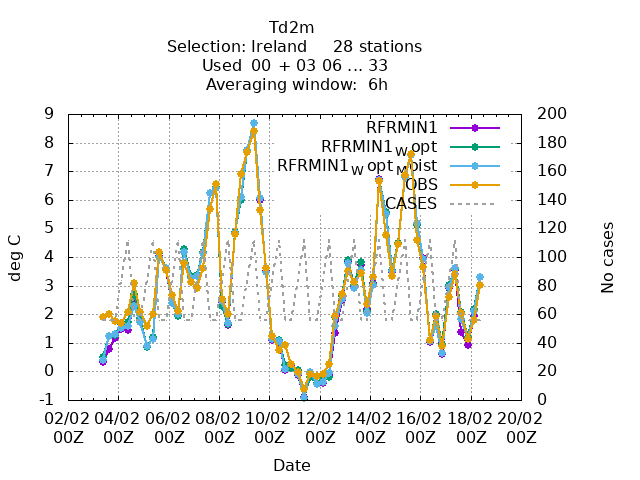 Td2m
Selection: Ireland 28 stations
Used 00 + 03 06 ... 33
Averaging window: 6h
9 200
8 180
7 160
6 140
5 120
4 100
3 80
2 60
1 40
0 20
-1 0
RFRMIN1
RFRMIN1_W opt
RFRMIN1_W opt_Moist
OBS
CASES
deg C
No cases
02/02 04/02 06/02 08/02 10/02 12/02 14/02 16/02 18/02 20/02
00Z 00Z 00Z 00Z 00Z 00Z 00Z 00Z 00Z 00Z
Date